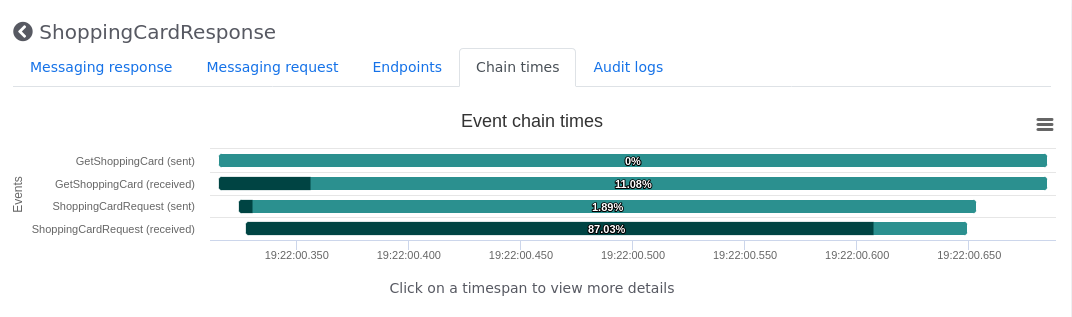 ShoppingCardResponse
Messaging response Messaging request Endpoints Chain times Audit logs
Event chain times
Events
GetShoppingCard (sent) 0%
GetShoppingCard (received) 11.08%
ShoppingCardRequest (sent) 1.89%
ShoppingCardRequest (received) 87.03%
19:22:00.350 19:22:00.400 19:22:00.450 19:22:00.500 19:22:00.550 19:22:00.600 19:22:00.650
Click on a timespan to view more details